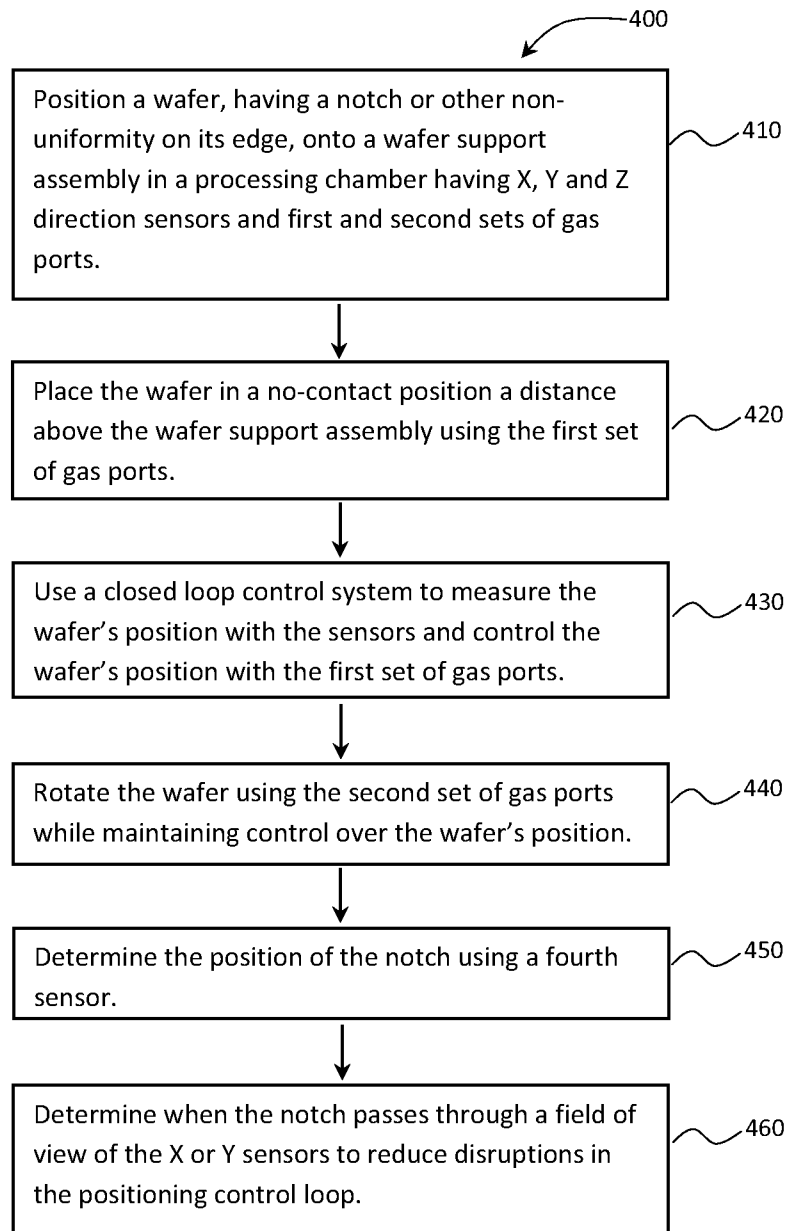 400
Position a wafer, having a notch or other non-
uniformity on its edge, onto a wafer support
assembly in a processing chamber having X, Y and Z
direction sensors and first and second sets of gas
ports.
410
Place the wafer in a no-contact position a distance
above the wafer support assembly using the first set
of gas ports.
420
Use a closed loop control system to measure the
wafer’s position with the sensors and control the
wafer’s position with the first set of gas ports.
430
Rotate the wafer using the second set of gas ports
while maintaining control over the wafer’s position.
440
Determine the position of the notch using a fourth
sensor.
450
Determine when the notch passes through a field of
view of the X or Y sensors to reduce disruptions in
the positioning control loop.
460